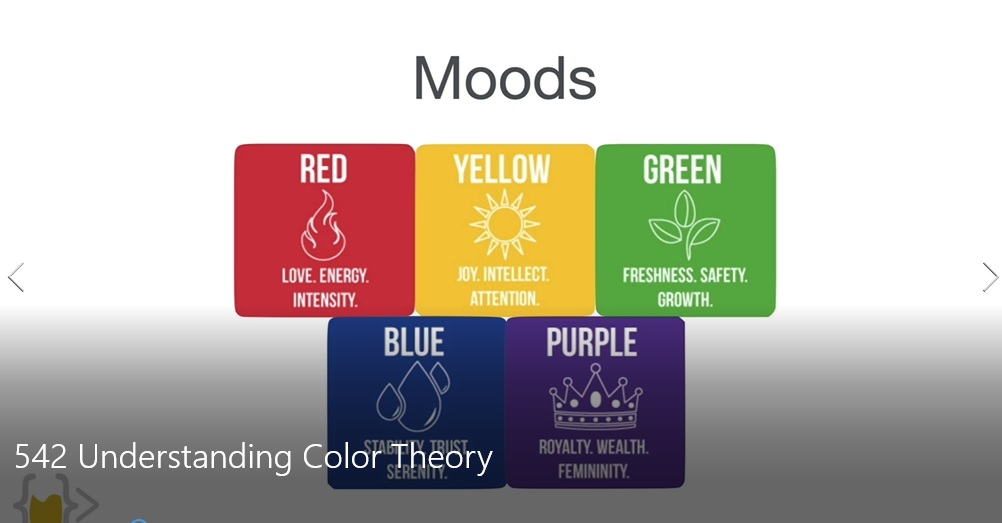 Moods
RED
LOVE. ENERGY.
INTENSITY.
YELLOW
JOY. INTELLECT.
ATTENTION.
GREEN
FRESHNESS. SAFETY.
GROWTH.
BLUE
STABILITY. TRUST.
SERENITY.
PURPLE
ROYALTY. WEALTH.
FEMININITY.
542 Understanding Color Theory